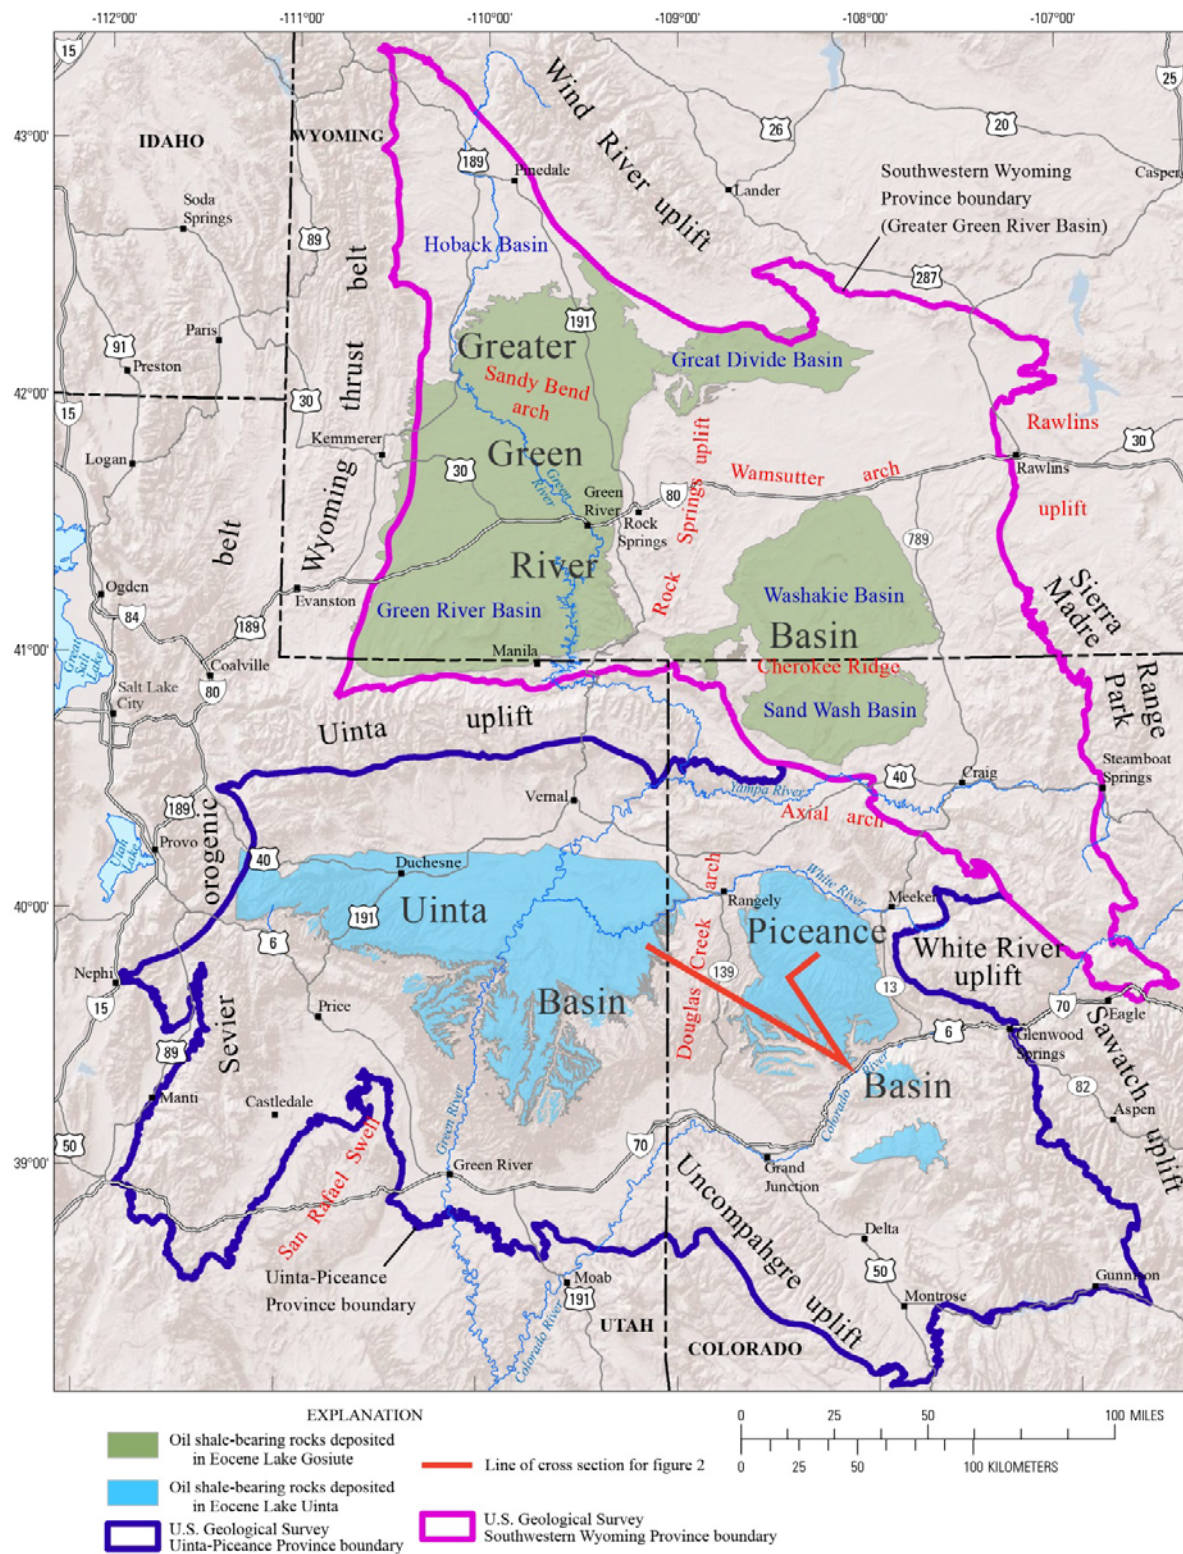 -112°00'
-111°00'
-110°00'
-109°00'
-108°00'
-107°00'
15
25
43°00'
IDAHO
WYOMING
Wind River uplift
26
20
189
Pinedale
Lander
Casper
Southwestern Wyoming
Province boundary
(Greater Green River Basin)
Soda
Springs
89
Hoback Basin
287
Wyoming thrust belt
191
Paris
91
Preston
Greater
Great Divide Basin
Sandy Bend
arch
42°00'
15
30
Rawlins
uplift
Kemmerer
Logan
Green
30
Green
River
Rock Springs uplift
Wamsutter arch
30
Rawlins
80
Green
River
Rock
Springs
789
belt
River
Ogden
84
Evanston
Green River Basin
Washakie Basin
Sierra
Madre
189
Basin
41°00'
Manila
Great
Salt
Lake
Coalville
Cherokee Ridge
80
Salt Lake
City
Uinta uplift
Sand Wash Basin
Park
Range
Steamboat
Springs
40
Craig
Yampa River
Vernal
189
Axial arch
Provo
Utah
Lake
orogenic
40
Duchesne
White River
Rangely
Meeker
40°00'
Uinta
191
Piceance
6
Douglas Creek arch
White River
uplift
139
13
Nephi
15
Basin
70
Eagle
Price
6
Glenwood
Springs
Sawatch uplift
89
Sevier
Colorado River
Basin
82
Manti
Castledale
Aspen
50
Green River
39°00'
70
Green River
Grand
Junction
San Rafael Swell
Uncompahgre uplift
Delta
Uinta-Piceance
Province boundary
50
Gunnison
Moab
191
Montrose
Colorado River
UTAH
COLORADO
EXPLANATION
Oil shale-bearing rocks deposited
in Eocene Lake Gosiute
Oil shale-bearing rocks deposited
in Eocene Lake Uinta
U.S. Geological Survey
Uinta-Piceance Province boundary
Line of cross section for figure 2
U.S. Geological Survey
Southwestern Wyoming Province boundary
0 25 50 100 MILES
0 25 50 100 KILOMETERS